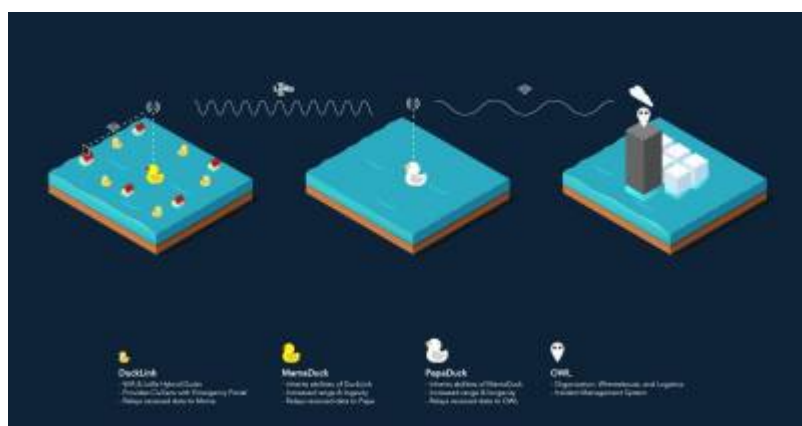 DuckLink
- Wifi & LoRa Hybrid Duck
- Provides Civilians with Emergency Portal
- Relays received data to Mama
MamaDuck
- Inherits abilities of DuckLink
- Increased range & longevity
- Relays received data to Papa
PapaDuck
- Inherits abilities of MamaDuck
- Increased range & longevity
- Relays received data to OWL
OWL
- Organization, Whereabouts, and Logistics
- Incident Management System